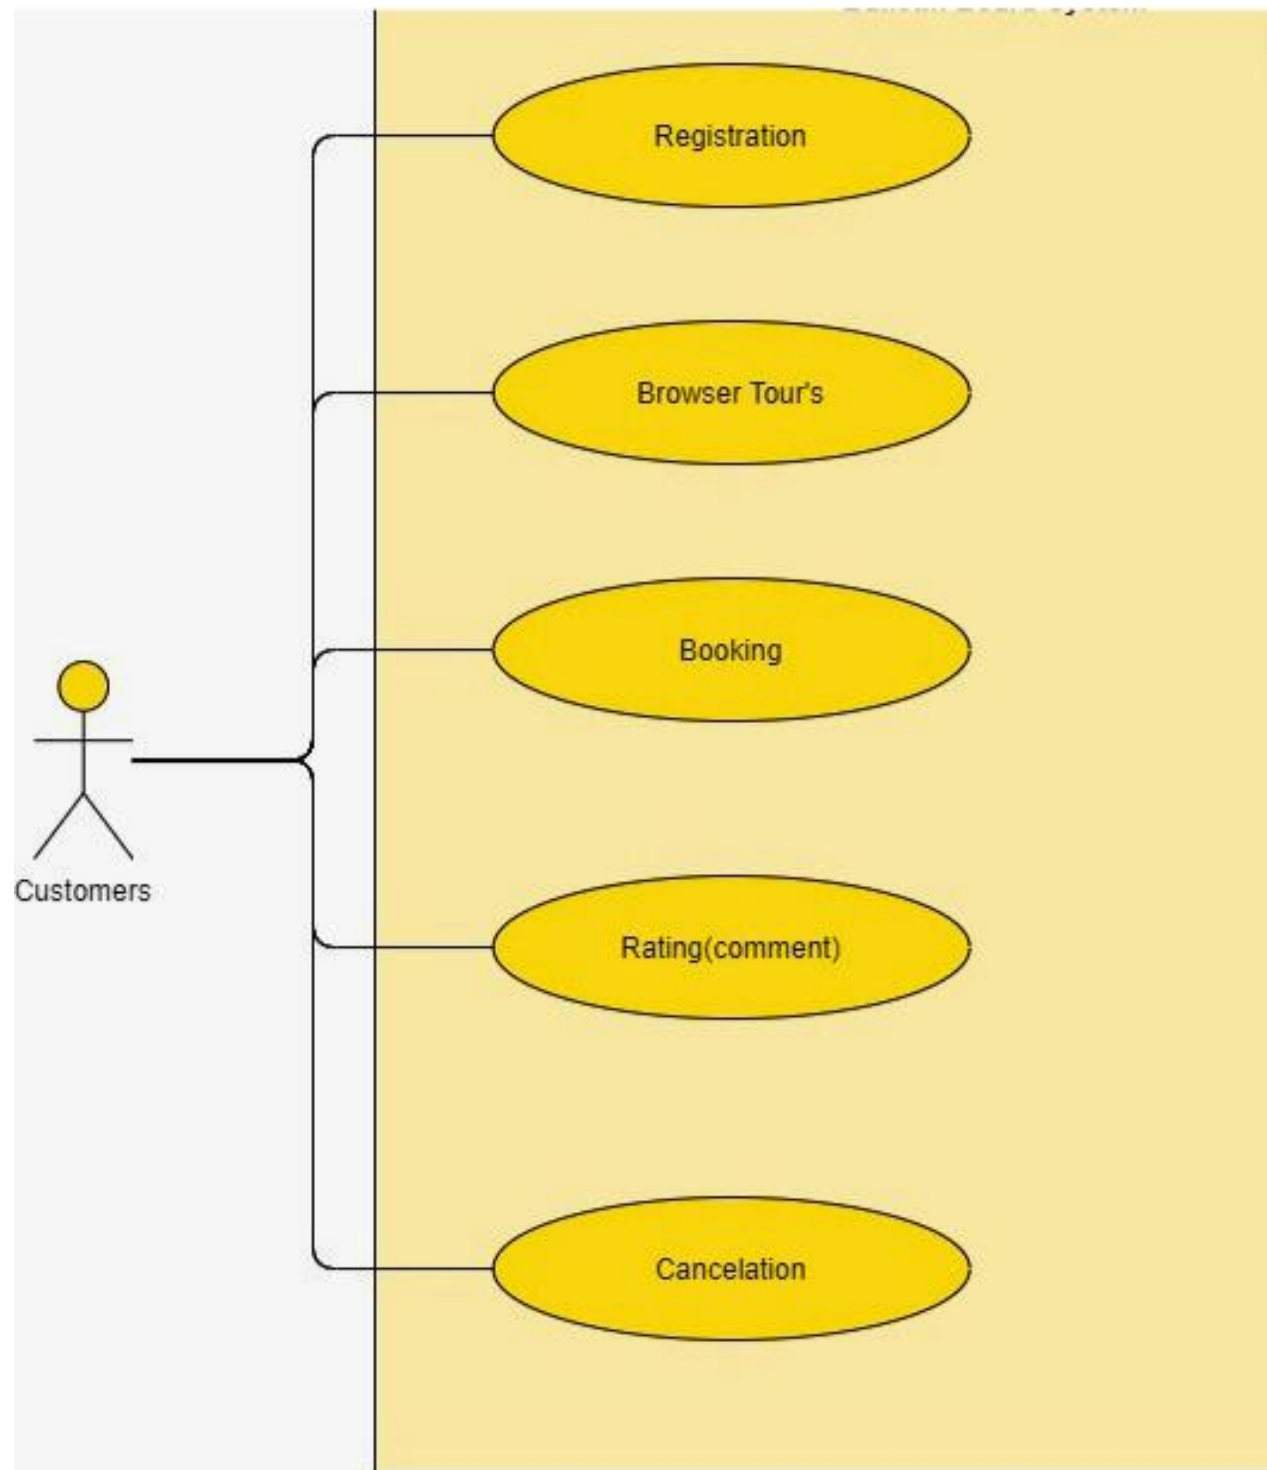 Registration
Browser Tour's
Booking
Customers
Rating(comment)
Cancelation